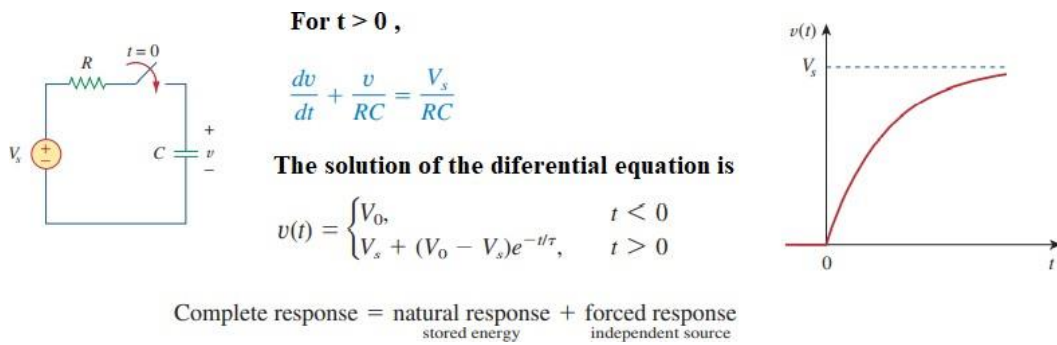 For t > 0 ,
dv/dt + v/RC = V_s/RC
The solution of the diferential equation is
v(t) = { V_0, t < 0
V_s + (V_0 − V_s)e^{−t/τ}, t > 0
R
t = 0
V_s
+
−
C
+
v
−
v(t)
V_s
0
t
Complete response = natural response + forced response
stored energy independent source